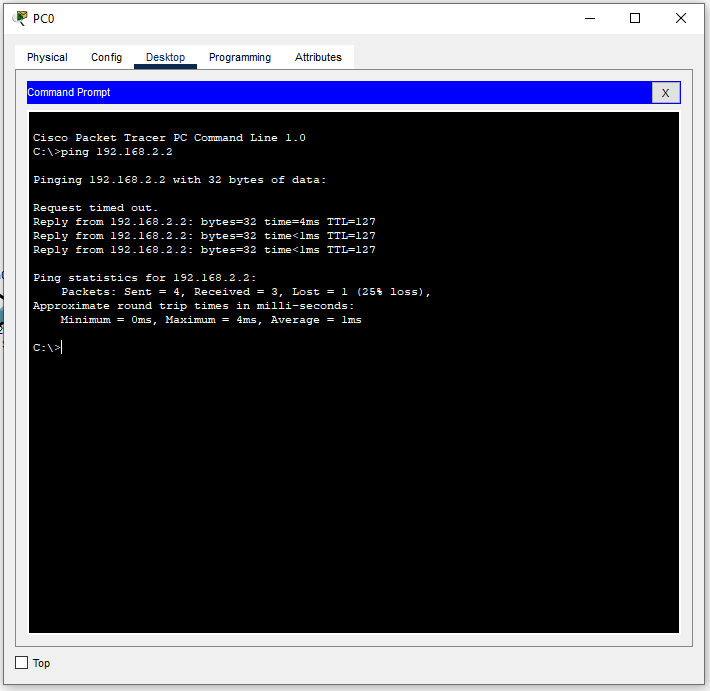 PC0
Physical Config Desktop Programming Attributes
Command Prompt X
Cisco Packet Tracer PC Command Line 1.0
C:\>ping 192.168.2.2
Pinging 192.168.2.2 with 32 bytes of data:
Request timed out.
Reply from 192.168.2.2: bytes=32 time=4ms TTL=127
Reply from 192.168.2.2: bytes=32 time<1ms TTL=127
Reply from 192.168.2.2: bytes=32 time<1ms TTL=127
Ping statistics for 192.168.2.2:
Packets: Sent = 4, Received = 3, Lost = 1 (25% loss),
Approximate round trip times in milli-seconds:
Minimum = 0ms, Maximum = 4ms, Average = 1ms
C:\>
Top